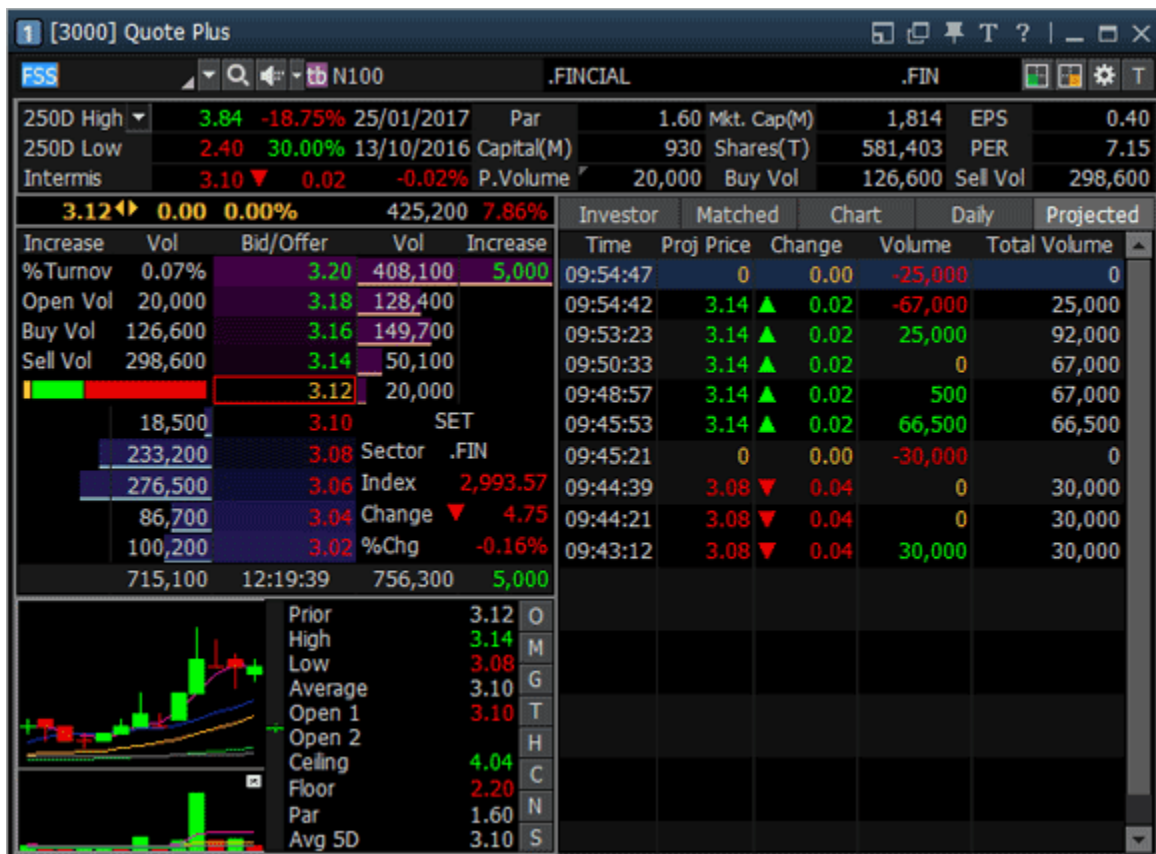 1 [3000] Quote Plus T ?
FSS tb N100 .FINCIAL .FIN T
250D High 3.84 -18.75% 25/01/2017 Par 1.60 Mkt. Cap(M) 1,814 EPS 0.40
250D Low 2.40 30.00% 13/10/2016 Capital(M) 930 Shares(T) 581,403 PER 7.15
Intermis 3.10 ▼ 0.02 -0.02% P.Volume 20,000 Buy Vol 126,600 Sell Vol 298,600
3.12 0.00 0.00% 425,200 7.86%
Increase Vol Bid/Offer Vol Increase
%Turnov 0.07% 3.20 408,100 5,000
Open Vol 20,000 3.18 128,400
Buy Vol 126,600 3.16 149,700
Sell Vol 298,600 3.14 50,100
3.12 20,000
18,500 3.10 SET
233,200 3.08 Sector .FIN
276,500 3.06 Index 2,993.57
86,700 3.04 Change ▼ 4.75
100,200 3.02 %Chg -0.16%
715,100 12:19:39 756,300 5,000
Investor Matched Chart Daily Projected
Time Proj Price Change Volume Total Volume
09:54:47 0 0.00 -25,000 0
09:54:42 3.14 ▲ 0.02 -67,000 25,000
09:53:23 3.14 ▲ 0.02 25,000 92,000
09:50:33 3.14 ▲ 0.02 0 67,000
09:48:57 3.14 ▲ 0.02 500 67,000
09:45:53 3.14 ▲ 0.02 66,500 66,500
09:45:21 0 0.00 -30,000 0
09:44:39 3.08 ▼ 0.04 0 30,000
09:44:21 3.08 ▼ 0.04 0 30,000
09:43:12 3.08 ▼ 0.04 30,000 30,000
Prior 3.12
High 3.14
Low 3.08
Average 3.10
Open 1 3.10
Open 2
Ceiling 4.04
Floor 2.20
Par 1.60
Avg 5D 3.10
O
M
G
T
H
C
N
S